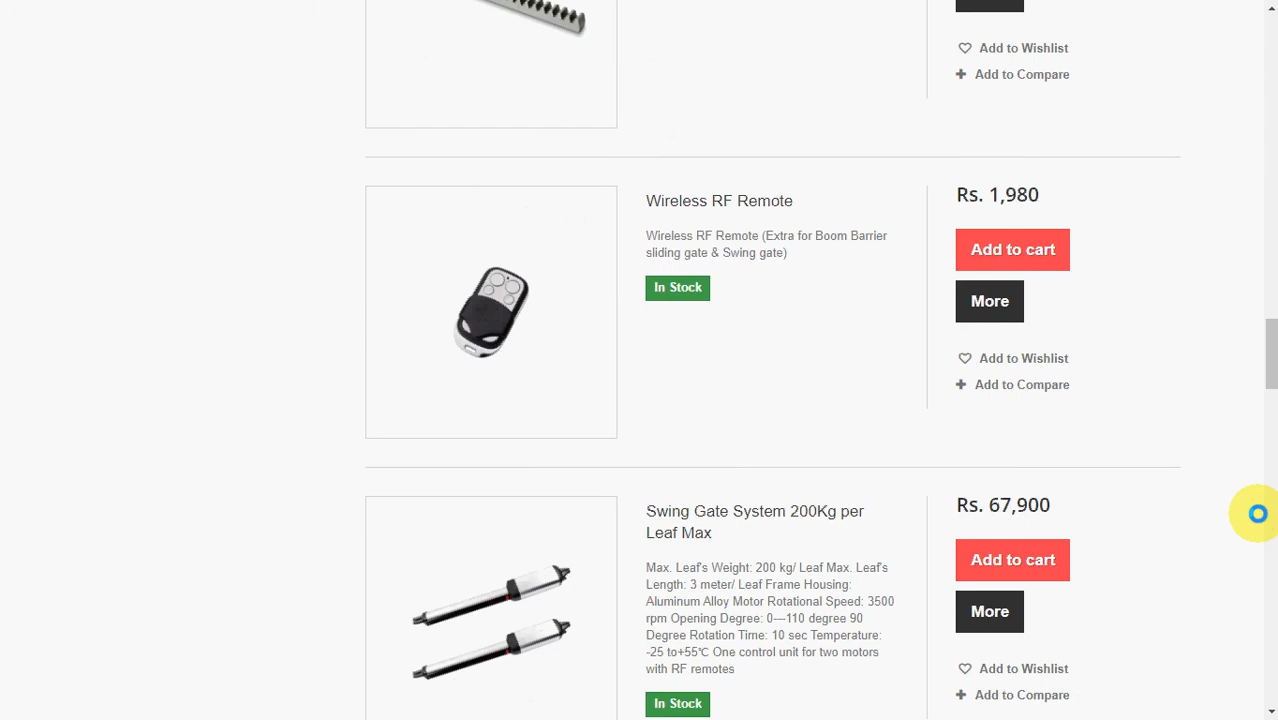 Add to Wishlist
Add to Compare
Wireless RF Remote
Wireless RF Remote (Extra for Boom Barrier
sliding gate & Swing gate)
In Stock
Rs. 1,980
Add to cart
More
Add to Wishlist
Add to Compare
Swing Gate System 200Kg per
Leaf Max
Max. Leaf's Weight: 200 kg/ Leaf Max. Leaf's
Length: 3 meter/ Leaf Frame Housing:
Aluminum Alloy Motor Rotational Speed: 3500
rpm Opening Degree: 0---110 degree 90
Degree Rotation Time: 10 sec Temperature:
-25 to+55℃ One control unit for two motors
with RF remotes
In Stock
Rs. 67,900
Add to cart
More
Add to Wishlist
Add to Compare